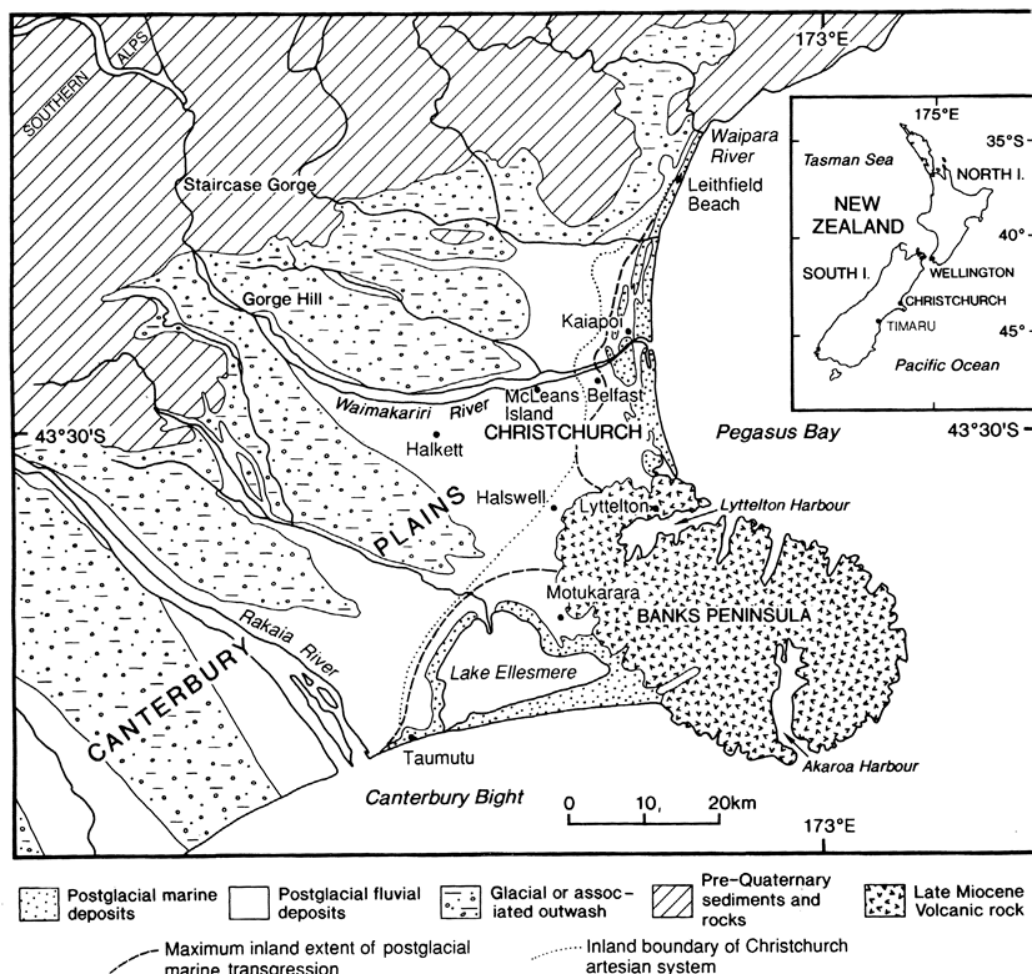 173°E
SOUTHERN ALPS
Waipara
River
Staircase Gorge
Leithfield
Beach
Gorge Hill
Kaiapoi
Waimakariri River
McLeans
Island
Belfast
43°30'S
CHRISTCHURCH
Pegasus Bay
43°30'S
Halkett
PLAINS
Halswell
Lyttelton
Lyttelton Harbour
Motukarara
BANKS PENINSULA
Rakaia River
Lake Ellesmere
CANTERBURY
Taumutu
Akaroa Harbour
Canterbury Bight
0 10, 20km
173°E
175°E
35°S
Tasman Sea
NORTH I.
NEW
ZEALAND
40°
SOUTH I.
WELLINGTON
CHRISTCHURCH
TIMARU
45°
Pacific Ocean
Postglacial marine
deposits
Postglacial fluvial
deposits
Glacial or assoc-
iated outwash
Pre-Quaternary
sediments and
rocks
Late Miocene
Volcanic rock
Maximum inland extent of postglacial
marine transgression
Inland boundary of Christchurch
artesian system